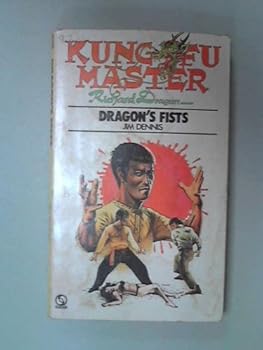 KUNG FU
MASTER
Richard Dragon
DRAGON'S FISTS
JIM DENNIS